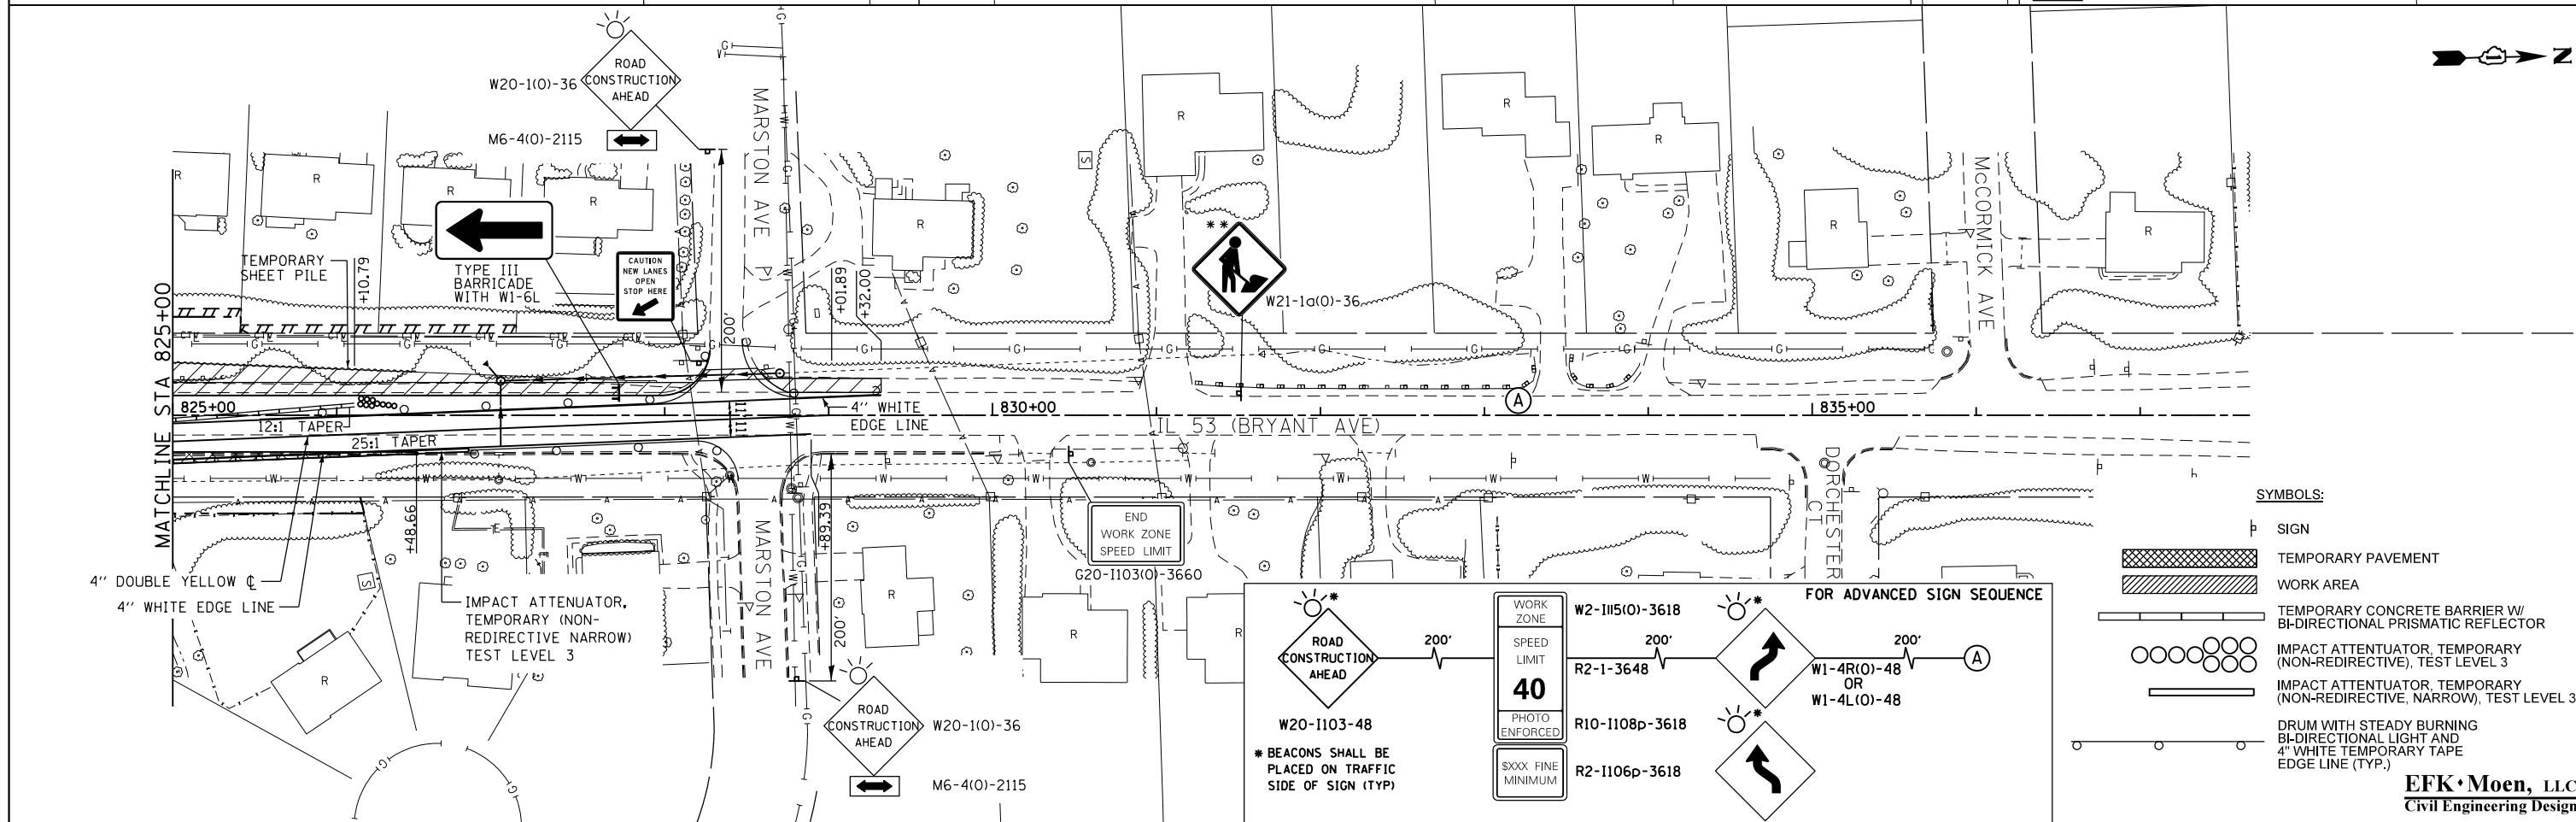 ROAD
CONSTRUCTION
AHEAD
W20-1(O)-36
M6-4(O)-2115
MARSTON AVE
(P)
TEMPORARY
SHEET PILE
+10.79
TYPE III
BARRICADE
WITH W1-6L
CAUTION
NEW LANES
OPEN
STOP HERE
200'
+01.89
+32.00
**
W21-1a(O)-36
McCORMICK AVE
N
R
R
R
R
R
R
R
R
R
R
S
MATCHLINE STA 825+00
825+00
830+00
835+00
12:1 TAPER
25:1 TAPER
11'
11'
4'' WHITE
EDGE LINE
IL 53 (BRYANT AVE)
A
+48.66
+89.39
200'
MARSTON AVE
DORCHESTER
CT
END
WORK ZONE
SPEED LIMIT
G20-I103(O)-3660
4'' DOUBLE YELLOW ℄
4'' WHITE EDGE LINE
IMPACT ATTENUATOR,
TEMPORARY (NON-
REDIRECTIVE NARROW)
TEST LEVEL 3
S
R
R
R
R
ROAD
CONSTRUCTION
AHEAD
W20-1(O)-36
M6-4(O)-2115
FOR ADVANCED SIGN SEQUENCE
*
ROAD
CONSTRUCTION
AHEAD
W20-I103-48
* BEACONS SHALL BE
PLACED ON TRAFFIC
SIDE OF SIGN (TYP)
200'
WORK
ZONE
SPEED
LIMIT
40
PHOTO
ENFORCED
$XXX FINE
MINIMUM
W2-I115(O)-3618
R2-1-3648
R10-I108p-3618
R2-I106p-3618
200'
*
*
W1-4R(O)-48
OR
W1-4L(O)-48
200'
A
SYMBOLS:
SIGN
TEMPORARY PAVEMENT
WORK AREA
TEMPORARY CONCRETE BARRIER W/
BI-DIRECTIONAL PRISMATIC REFLECTOR
IMPACT ATTENUATOR, TEMPORARY
(NON-REDIRECTIVE), TEST LEVEL 3
IMPACT ATTENUATOR, TEMPORARY
(NON-REDIRECTIVE, NARROW), TEST LEVEL 3
DRUM WITH STEADY BURNING
BI-DIRECTIONAL LIGHT AND
4" WHITE TEMPORARY TAPE
EDGE LINE (TYP.)
EFK•Moen, LLC
Civil Engineering Design